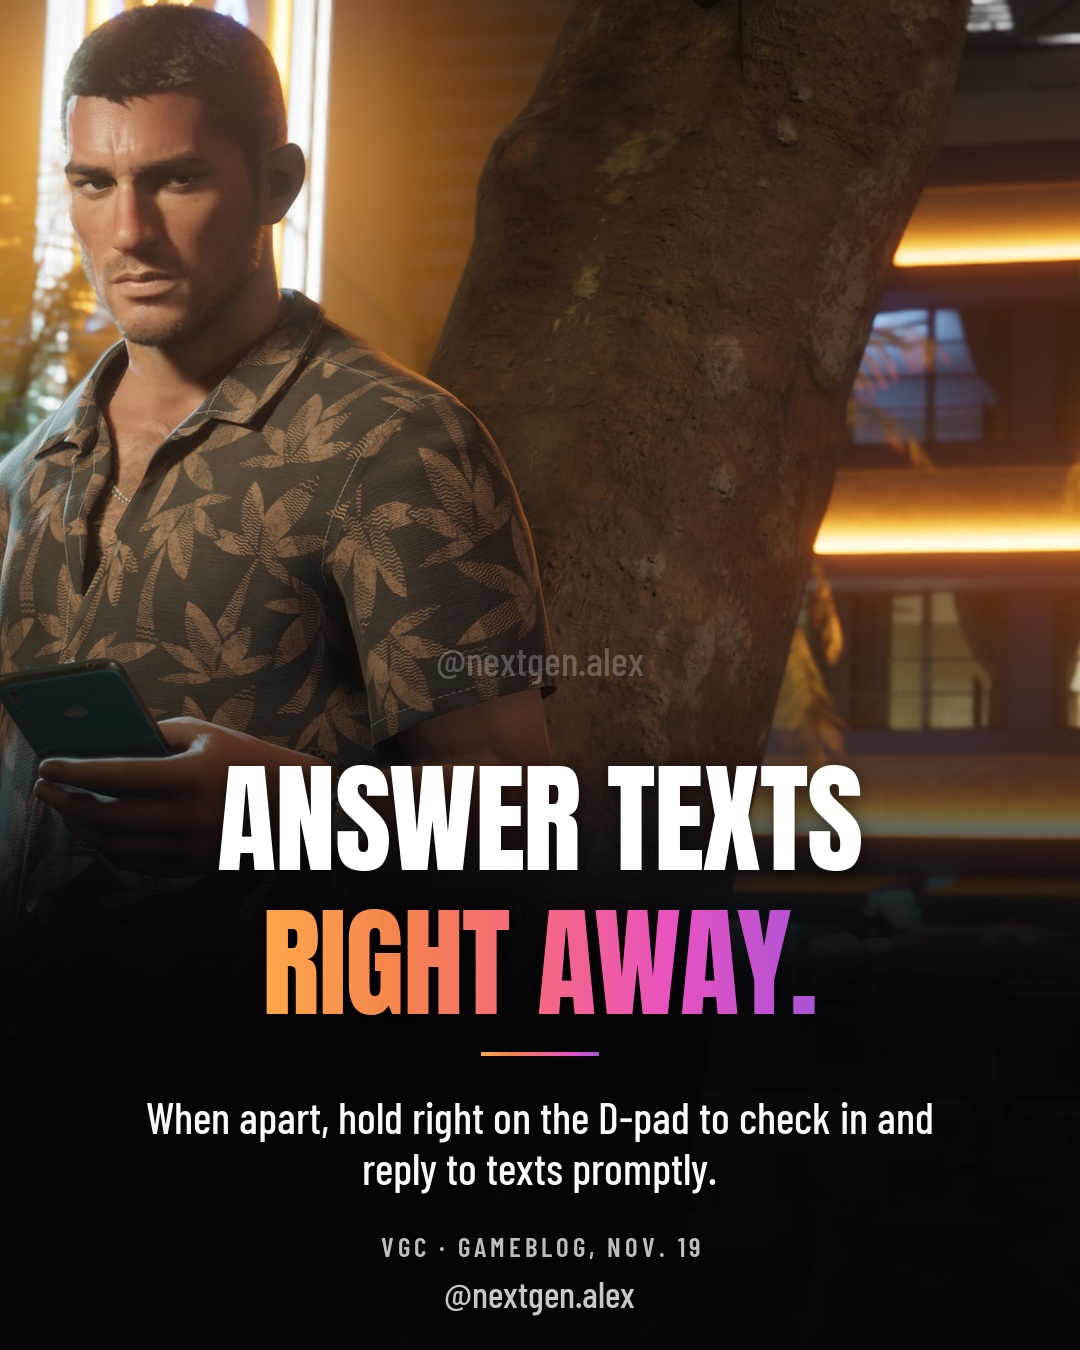 @nextgen.alex
ANSWER TEXTS
RIGHT AWAY.
When apart, hold right on the D-pad to check in and
reply to texts promptly.
VGC · GAMEBLOG, NOV. 19
@nextgen.alex